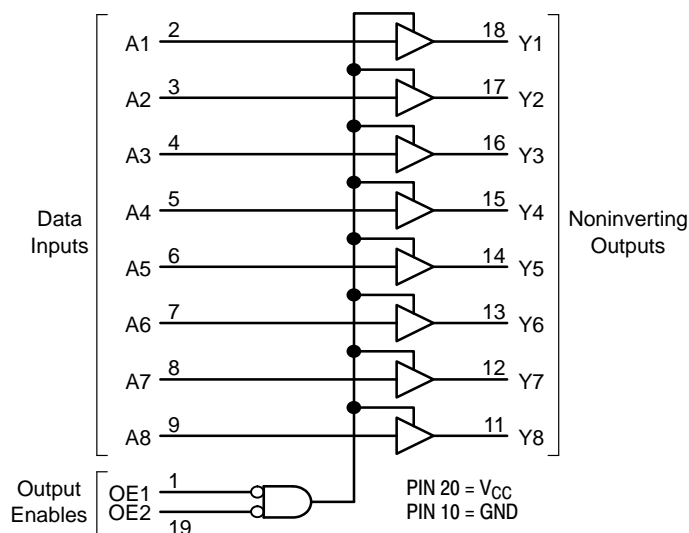 A1 2 18 Y1
A2 3 17 Y2
A3 4 16 Y3
A4 5 15 Y4
Data Inputs
Noninverting Outputs
A5 6 14 Y5
A6 7 13 Y6
A7 8 12 Y7
A8 9 11 Y8
Output Enables
OE1 1
OE2 19
PIN 20 = VCC
PIN 10 = GND